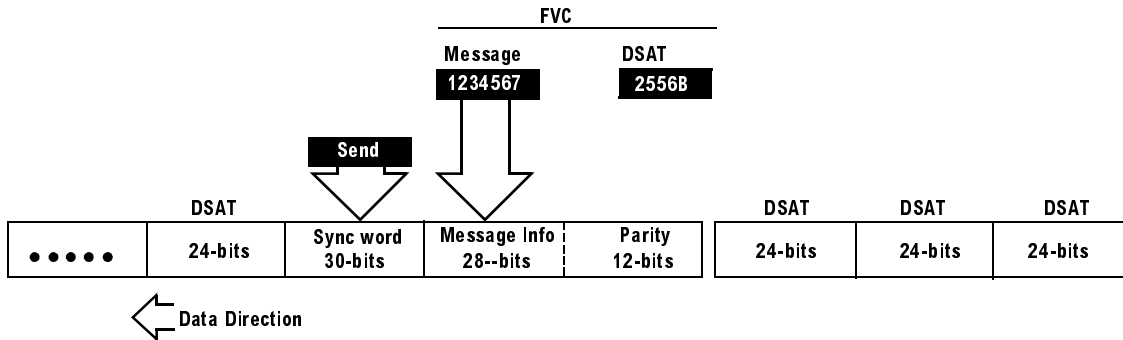 FVC
Message DSAT
1234567 2556B
Send
DSAT DSAT DSAT DSAT
24-bits Sync word 30-bits Message Info 28--bits Parity 12-bits 24-bits 24-bits 24-bits
Data Direction